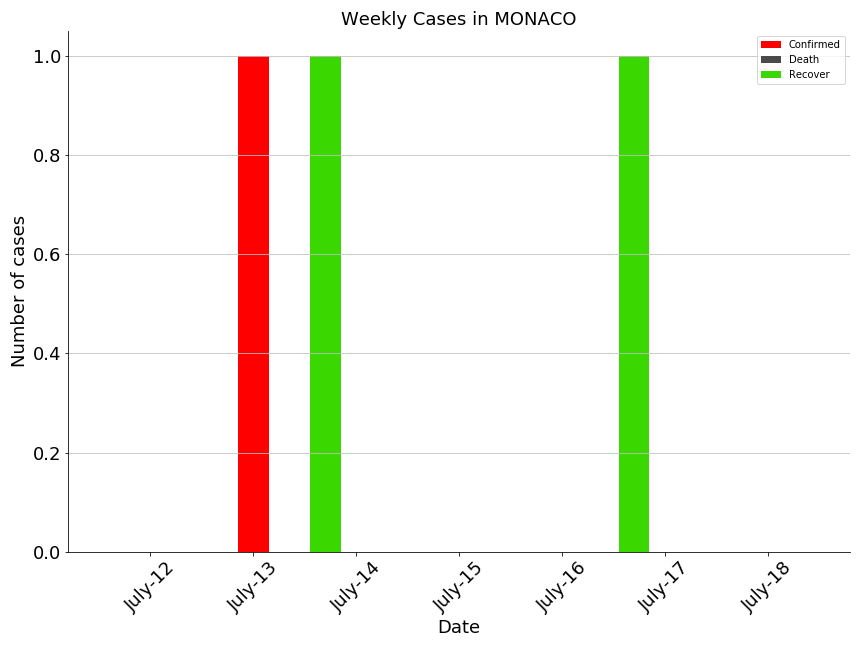 Weekly Cases in MONACO
Confirmed
Death
Recover
Number of cases
1.0
0.8
0.6
0.4
0.2
0.0
July-12
July-13
July-14
July-15
July-16
July-17
July-18
Date